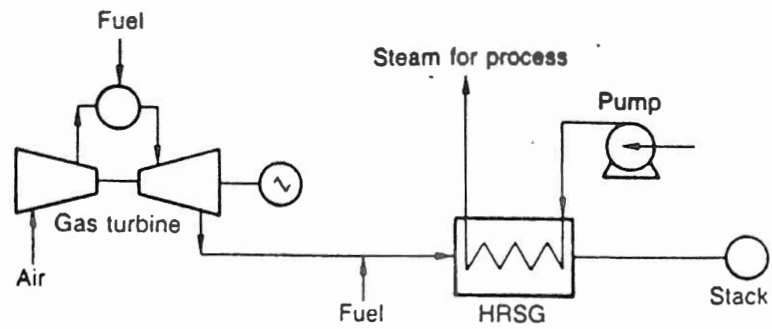 Fuel
Steam for process
Pump
Gas turbine
Air
Fuel
HRSG
Stack